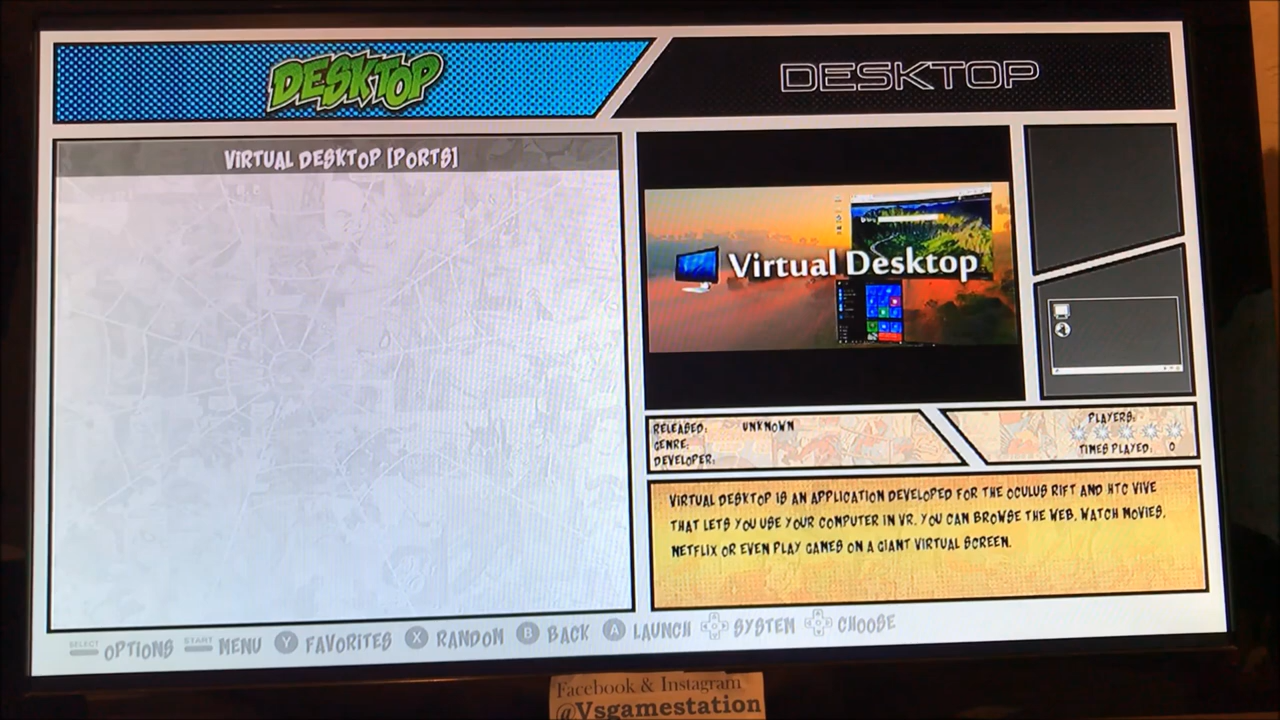 DESKTOP
DESKTOP
VIRTUAL DESKTOP [PORTS]
Virtual Desktop
RELEASED: UNKNOWN
GENRE:
DEVELOPER:
PLAYERS:
TIMES PLAYED: 0
VIRTUAL DESKTOP IS AN APPLICATION DEVELOPED FOR THE OCULUS RIFT AND HTC VIVE
THAT LETS YOU USE YOUR COMPUTER IN VR. YOU CAN BROWSE THE WEB, WATCH MOVIES,
NETFLIX OR EVEN PLAY GAMES ON A GIANT VIRTUAL SCREEN.
SELECT OPTIONS START MENU Y FAVORITES X RANDOM B BACK A LAUNCH SYSTEM CHOOSE
Facebook & Instagram
@Vsgamestation